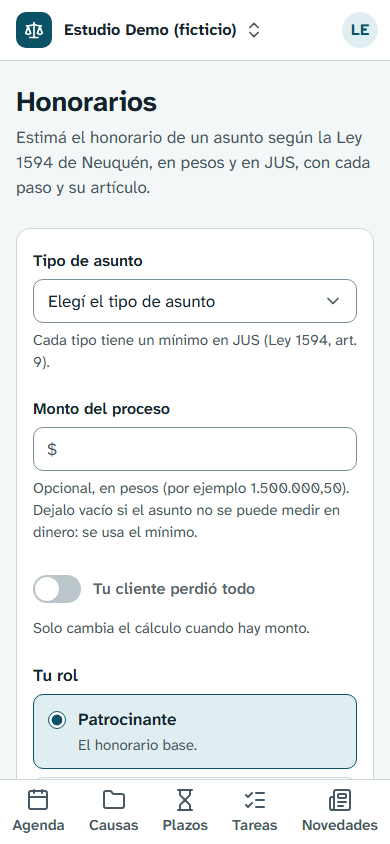 Estudio Demo (ficticio)
LE
Honorarios
Estimá el honorario de un asunto según la Ley
1594 de Neuquén, en pesos y en JUS, con cada
paso y su artículo.
Tipo de asunto
Elegí el tipo de asunto
Cada tipo tiene un mínimo en JUS (Ley 1594, art.
9).
Monto del proceso
$
Opcional, en pesos (por ejemplo 1.500.000,50).
Dejalo vacío si el asunto no se puede medir en
dinero: se usa el mínimo.
Tu cliente perdió todo
Solo cambia el cálculo cuando hay monto.
Tu rol
Patrocinante
El honorario base.
Agenda
Causas
Plazos
Tareas
Novedades